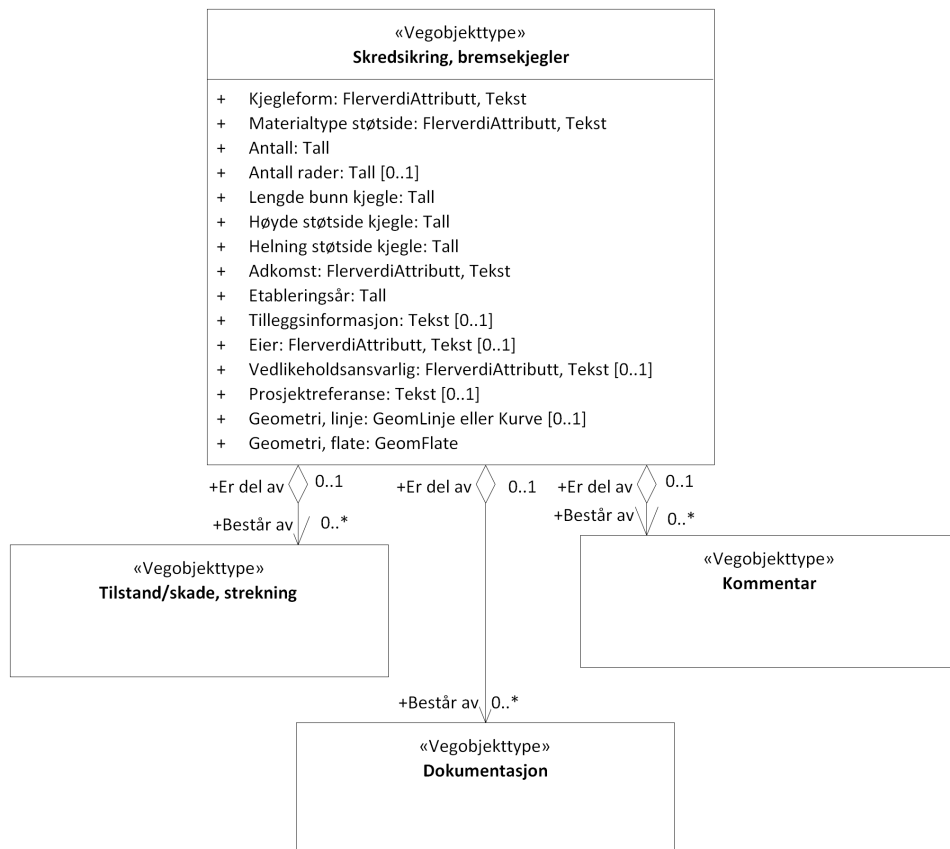 «Vegobjekttype»
Skredsikring, bremsekjegler
+ Kjegleform: FlerverdiAttributt, Tekst
+ Materialtype støtside: FlerverdiAttributt, Tekst
+ Antall: Tall
+ Antall rader: Tall [0..1]
+ Lengde bunn kjegle: Tall
+ Høyde støtside kjegle: Tall
+ Helning støtside kjegle: Tall
+ Adkomst: FlerverdiAttributt, Tekst
+ Etableringsår: Tall
+ Tilleggsinformasjon: Tekst [0..1]
+ Eier: FlerverdiAttributt, Tekst [0..1]
+ Vedlikeholdsansvarlig: FlerverdiAttributt, Tekst [0..1]
+ Prosjektreferanse: Tekst [0..1]
+ Geometri, linje: GeomLinje eller Kurve [0..1]
+ Geometri, flate: GeomFlate
+Er del av 0..1 +Er del av 0..1 +Er del av 0..1
+Består av 0..* +Består av 0..*
«Vegobjekttype»
Tilstand/skade, strekning
«Vegobjekttype»
Kommentar
+Består av 0..*
«Vegobjekttype»
Dokumentasjon